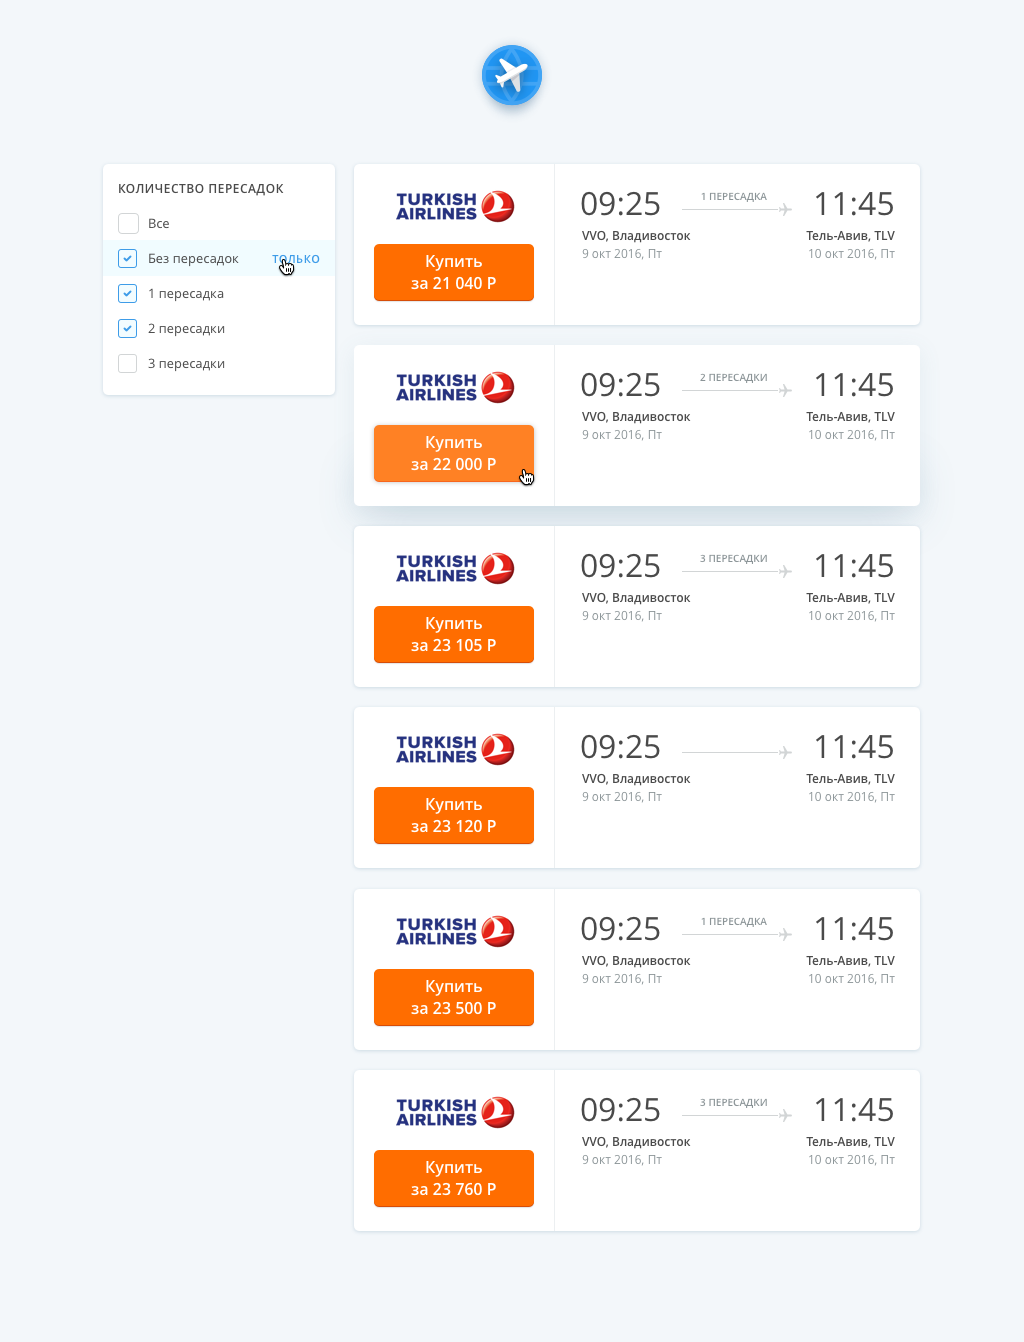 КОЛИЧЕСТВО ПЕРЕСАДОК
Все
Без пересадок
ТОЛЬКО
1 пересадка
2 пересадки
3 пересадки
TURKISH
AIRLINES
Купить
за 21 040 Р
09:25
1 ПЕРЕСАДКА
11:45
VVO, Владивосток
Тель-Авив, TLV
9 окт 2016, Пт
10 окт 2016, Пт
TURKISH
AIRLINES
Купить
за 22 000 Р
09:25
2 ПЕРЕСАДКИ
11:45
VVO, Владивосток
Тель-Авив, TLV
9 окт 2016, Пт
10 окт 2016, Пт
TURKISH
AIRLINES
Купить
за 23 105 Р
09:25
3 ПЕРЕСАДКИ
11:45
VVO, Владивосток
Тель-Авив, TLV
9 окт 2016, Пт
10 окт 2016, Пт
TURKISH
AIRLINES
Купить
за 23 120 Р
09:25
11:45
VVO, Владивосток
Тель-Авив, TLV
9 окт 2016, Пт
10 окт 2016, Пт
TURKISH
AIRLINES
Купить
за 23 500 Р
09:25
1 ПЕРЕСАДКА
11:45
VVO, Владивосток
Тель-Авив, TLV
9 окт 2016, Пт
10 окт 2016, Пт
TURKISH
AIRLINES
Купить
за 23 760 Р
09:25
3 ПЕРЕСАДКИ
11:45
VVO, Владивосток
Тель-Авив, TLV
9 окт 2016, Пт
10 окт 2016, Пт